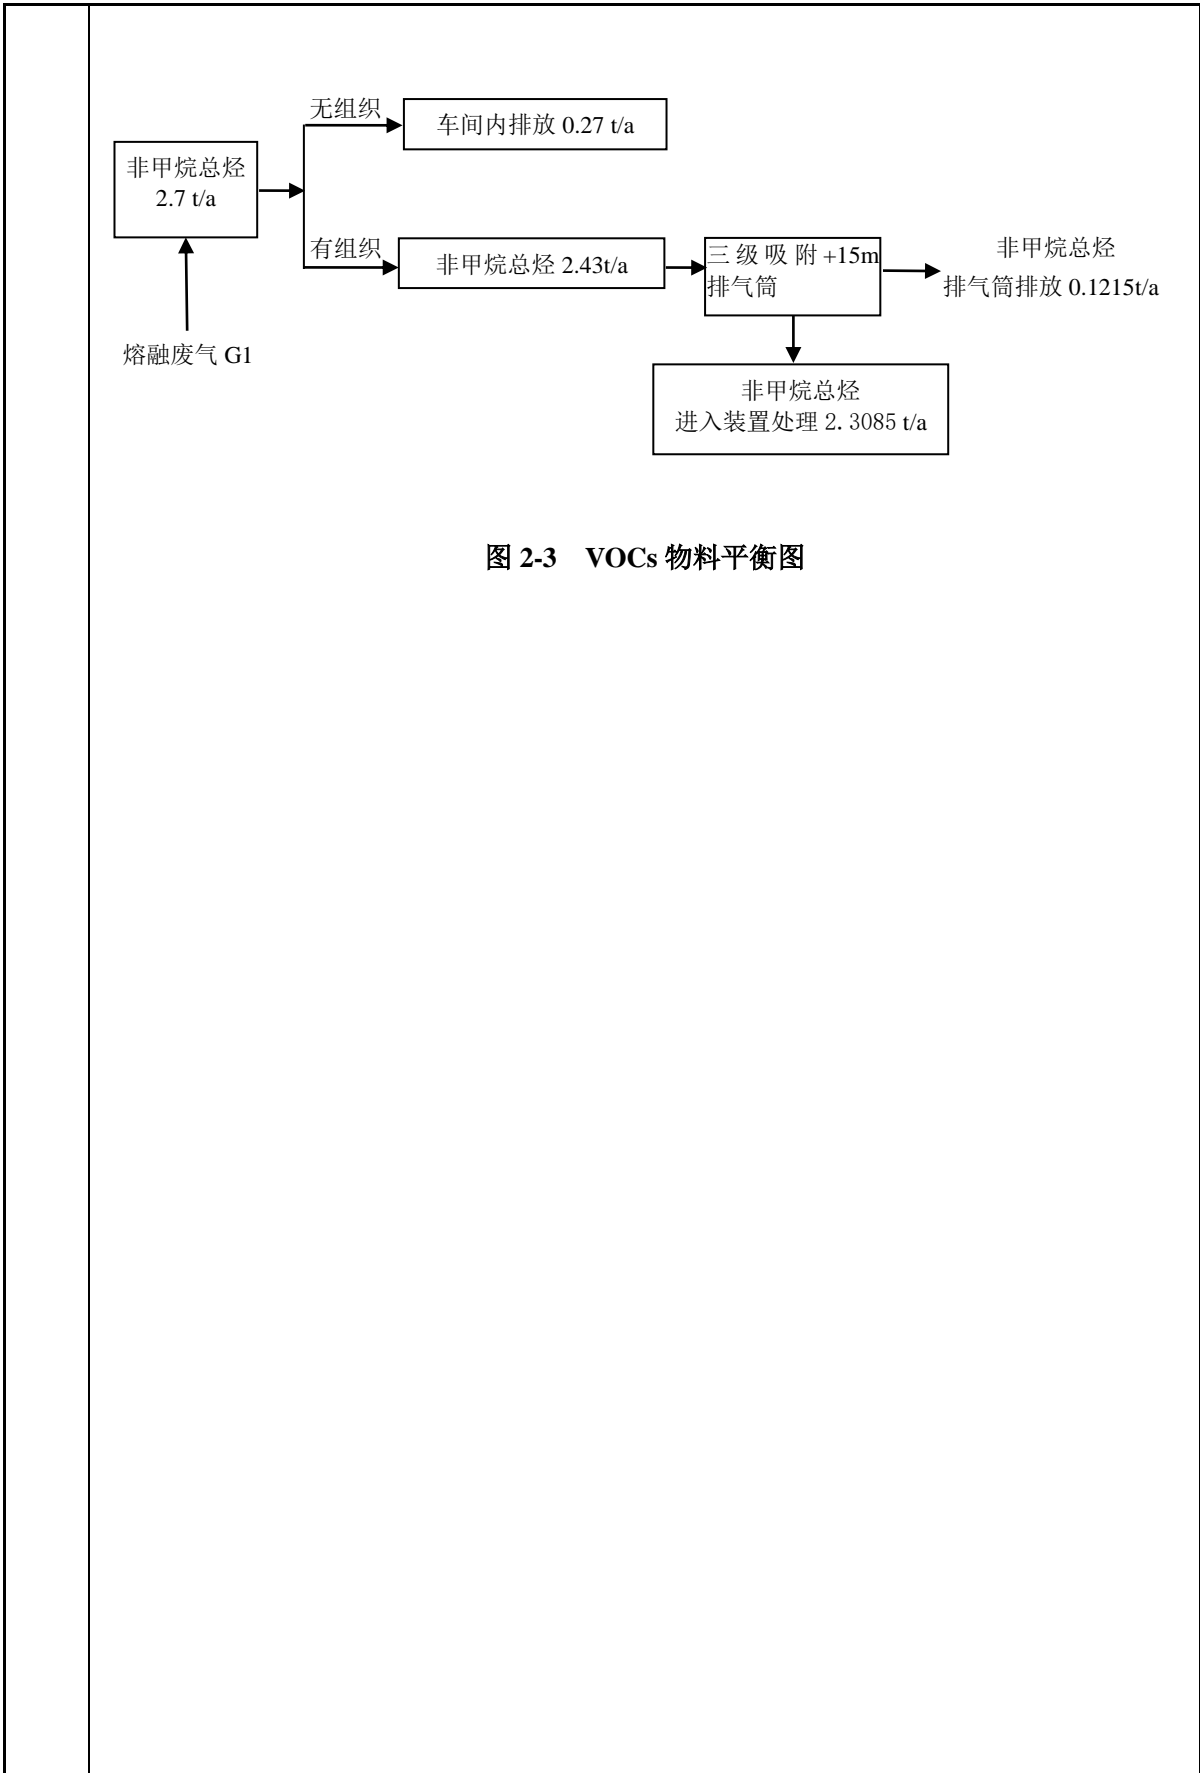 无组织
车间内排放 0.27 t/a
非甲烷总烃
2.7 t/a
有组织
非甲烷总烃 2.43t/a
三级吸附+15m
排气筒
非甲烷总烃
排气筒排放 0.1215t/a
熔融废气 G1
非甲烷总烃
进入装置处理 2.3085 t/a
图 2-3 VOCs 物料平衡图